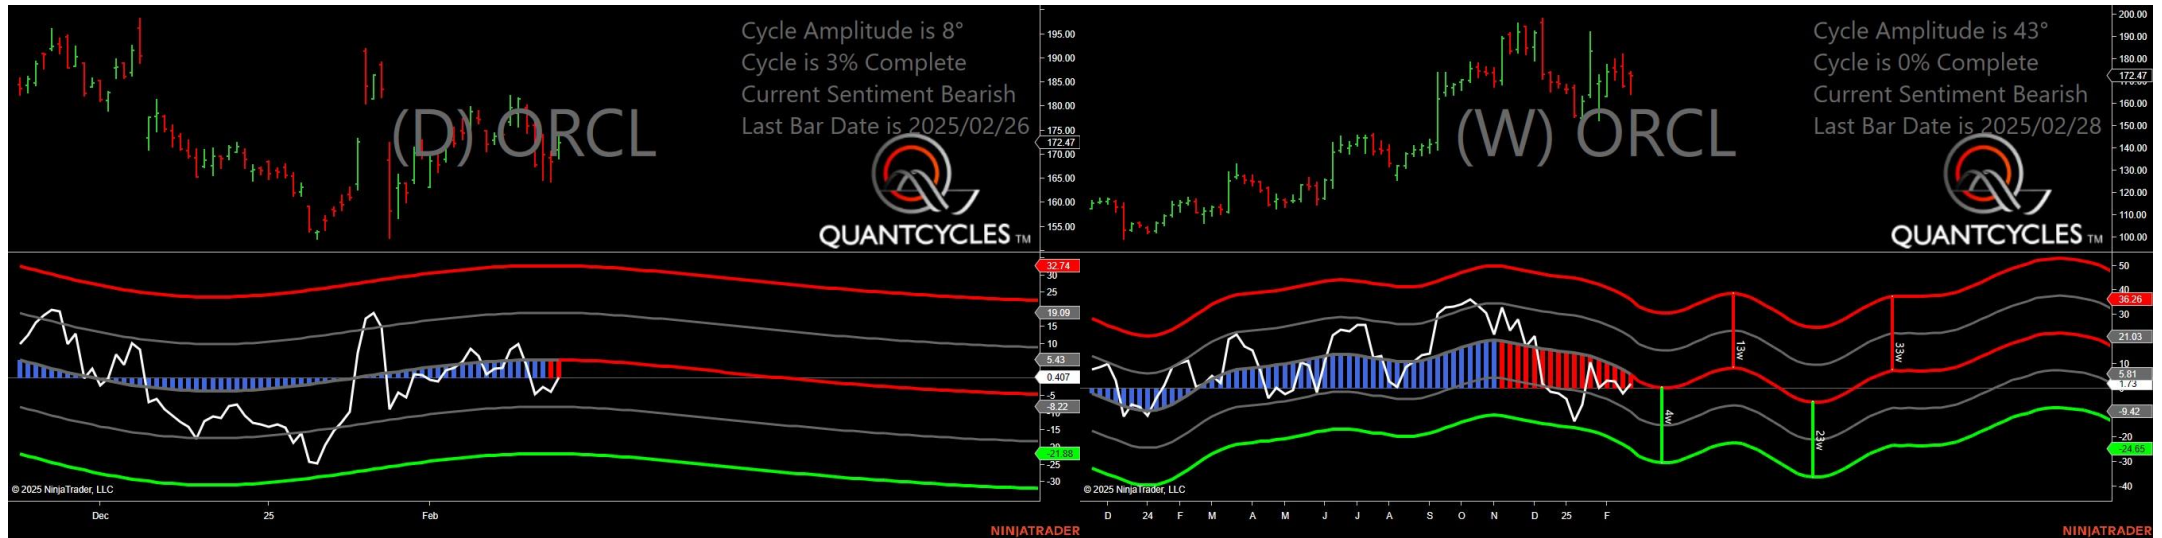 Cycle Amplitude is 8°
Cycle is 3% Complete
Current Sentiment Bearish
Last Bar Date is 2025/02/26
(D) ORCL
QUANTCYCLES TM
195.00
190.00
185.00
180.00
175.00
172.47
170.00
165.00
160.00
155.00
32.74
30
25
19.09
15
10
5.43
0.407
-5
-8.22
-15
-21.88
-25
-30
© 2025 NinjaTrader, LLC
Dec 25 Feb
NINJATRADER
Cycle Amplitude is 43°
Cycle is 0% Complete
Current Sentiment Bearish
Last Bar Date is 2025/02/28
(W) ORCL
QUANTCYCLES TM
200.00
190.00
180.00
172.47
160.00
150.00
140.00
130.00
120.00
110.00
100.00
50
40
36.26
30
21.03
10
5.81
1.73
-9.42
-20
-24.65
-30
-40
4w
13w
23w
33w
© 2025 NinjaTrader, LLC
D 24 F M A M J J A S O N D 25 F
NINJATRADER